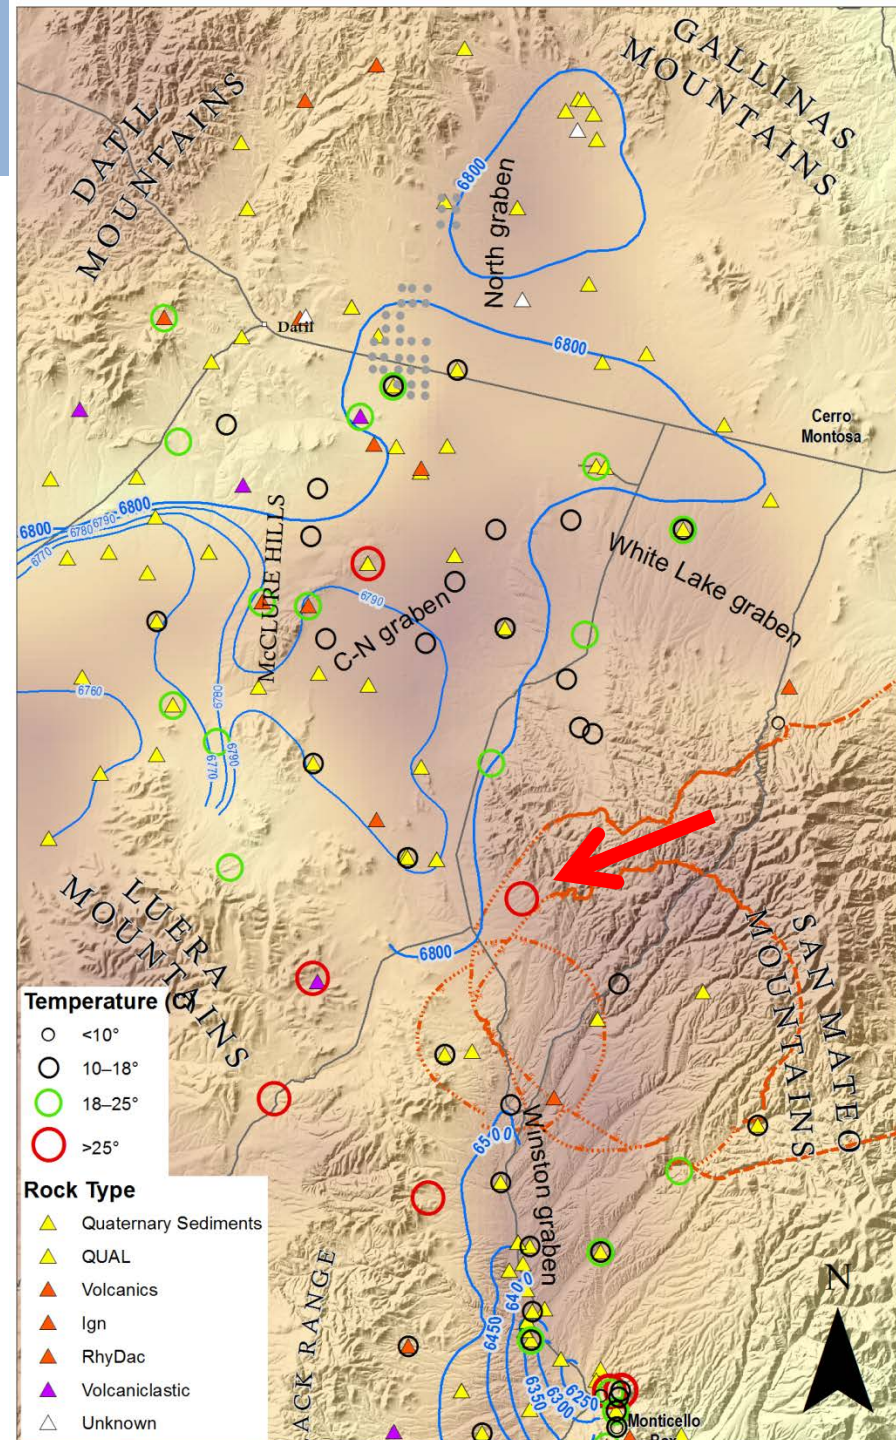 GALLINAS
MOUNTAINS
DATIL
MOUNTAINS
6800
North graben
Datil
6800
Cerro
Montosa
6800
6800
6790
6780
6770
McCLURE HILLS
White Lake graben
6790
C-N graben
6760
6780
6790
6770
LUERA
MOUNTAINS
6800
SAN MATEO
MOUNTAINS
Temperature (C)
<10°
10–18°
18–25°
>25°
6500
Winston graben
Rock Type
Quaternary Sediments
QUAL
Volcanics
Ign
RhyDac
Volcaniclastic
Unknown
6400
6450
6350
6300
6250
ACK RANGE
N
Monticello